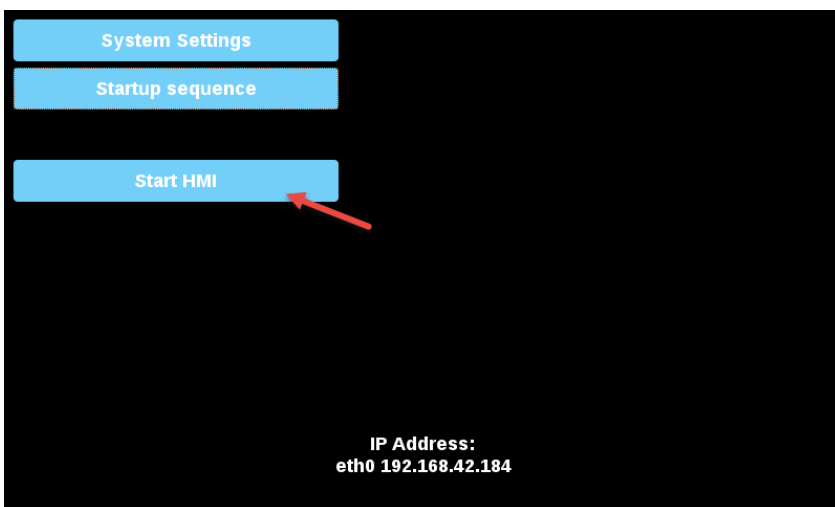 System Settings
Startup sequence
Start HMI
IP Address:
eth0 192.168.42.184